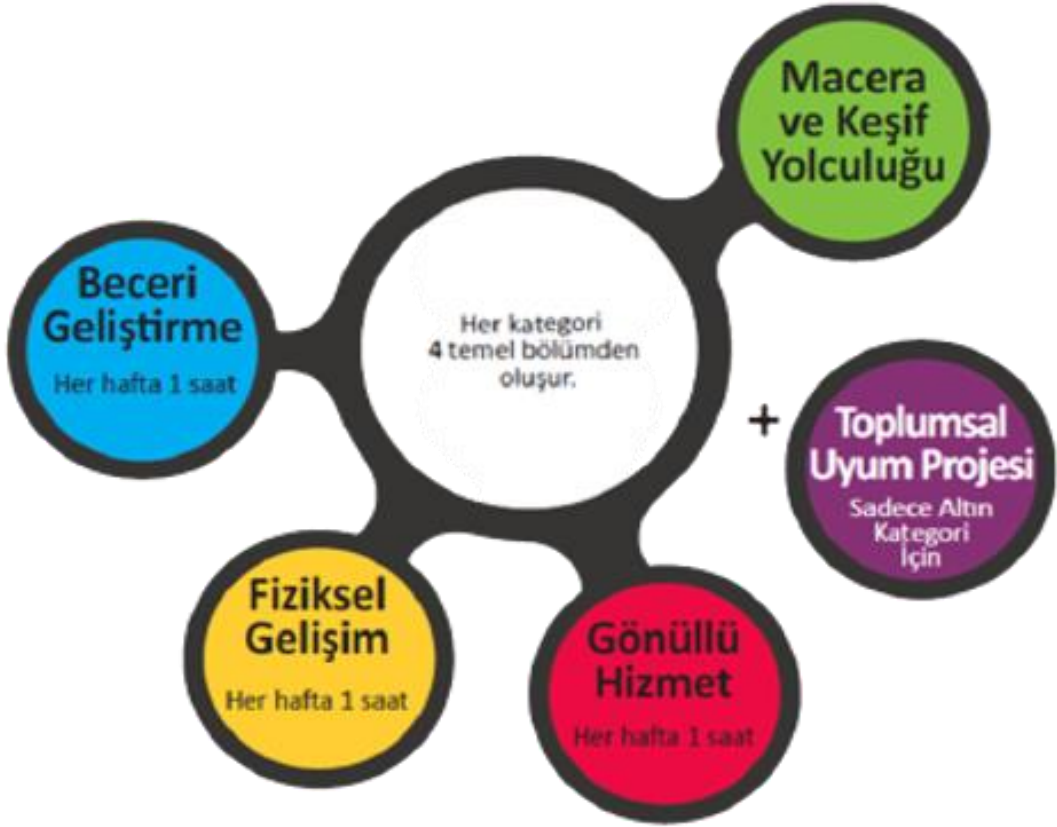 Macera
ve Keşif
Yolculuğu
Beceri
Geliştirme
Her hafta 1 saat
Her kategori
4 temel bölümden
oluşur.
+
Toplumsal
Uyum Projesi
Sadece Altın
Kategori
İçin
Fiziksel
Gelişim
Her hafta 1 saat
Gönüllü
Hizmet
Her hafta 1 saat